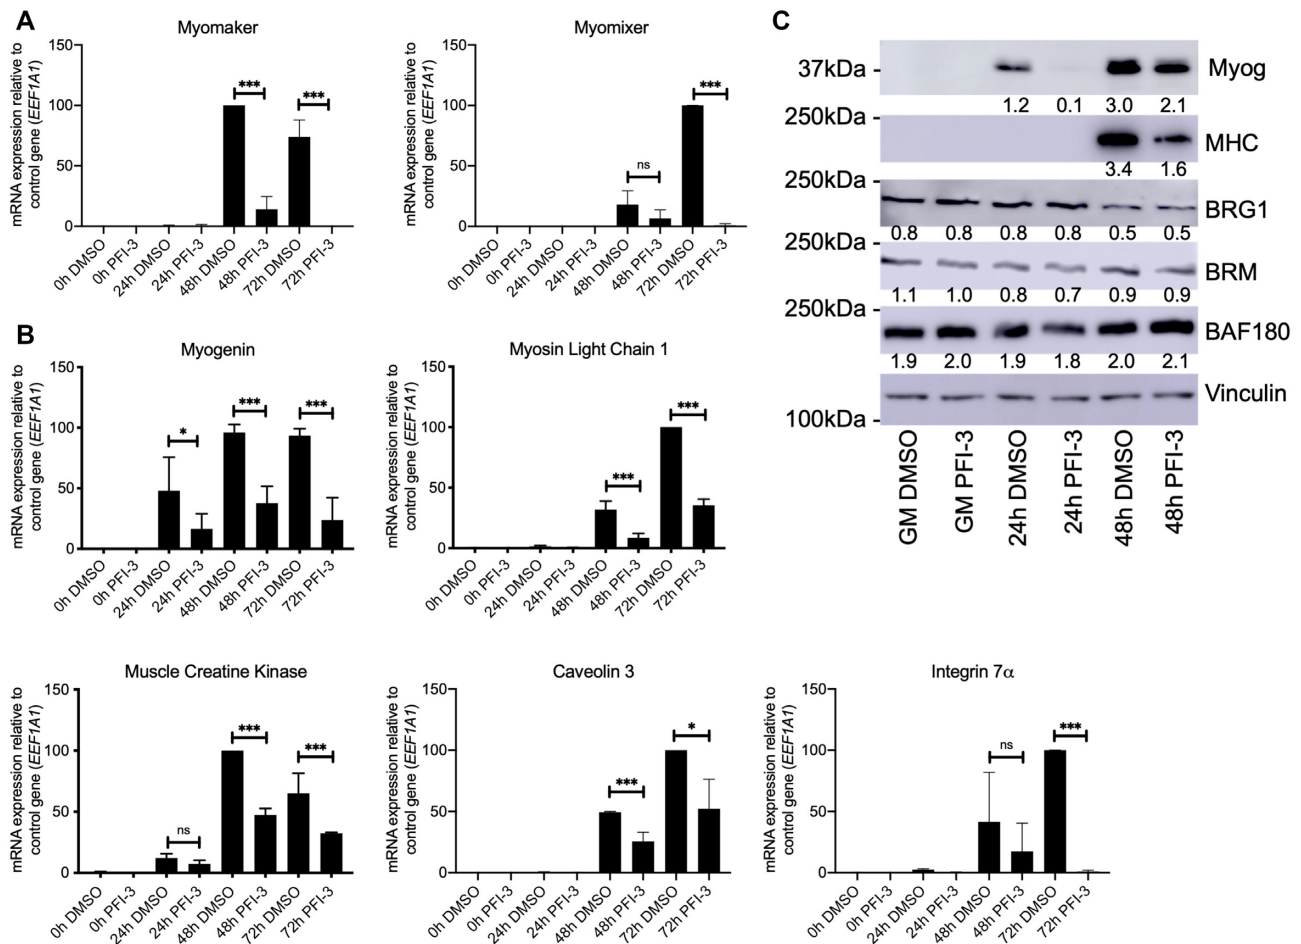 A
Myomaker
mRNA expression relative to
control gene (EEF1A1)
150
100
50
0
***
***
0h DMSO
0h PFI-3
24h DMSO
24h PFI-3
48h DMSO
48h PFI-3
72h DMSO
72h PFI-3
Myomixer
mRNA expression relative to
control gene (EEF1A1)
150
100
50
0
ns
***
0h DMSO
0h PFI-3
24h DMSO
24h PFI-3
48h DMSO
48h PFI-3
72h DMSO
72h PFI-3
B
Myogenin
mRNA expression relative to
control gene (EEF1A1)
150
100
50
0
*
***
***
0h DMSO
0h PFI-3
24h DMSO
24h PFI-3
48h DMSO
48h PFI-3
72h DMSO
72h PFI-3
Myosin Light Chain 1
mRNA expression relative to
control gene (EEF1A1)
150
100
50
0
***
***
0h DMSO
0h PFI-3
24h DMSO
24h PFI-3
48h DMSO
48h PFI-3
72h DMSO
72h PFI-3
Muscle Creatine Kinase
mRNA expression relative to
control gene (EEF1A1)
150
100
50
0
ns
***
***
0h DMSO
0h PFI-3
24h DMSO
24h PFI-3
48h DMSO
48h PFI-3
72h DMSO
72h PFI-3
Caveolin 3
mRNA expression relative to
control gene (EEF1A1)
150
100
50
0
***
*
0h DMSO
0h PFI-3
24h DMSO
24h PFI-3
48h DMSO
48h PFI-3
72h DMSO
72h PFI-3
Integrin 7α
mRNA expression relative to
control gene (EEF1A1)
150
100
50
0
ns
***
0h DMSO
0h PFI-3
24h DMSO
24h PFI-3
48h DMSO
48h PFI-3
72h DMSO
72h PFI-3
C
37kDa
Myog
1.2 0.1 3.0 2.1
250kDa
MHC
3.4 1.6
250kDa
BRG1
0.8 0.8 0.8 0.8 0.5 0.5
250kDa
BRM
1.1 1.0 0.8 0.7 0.9 0.9
250kDa
BAF180
1.9 2.0 1.9 1.8 2.0 2.1
Vinculin
100kDa
GM DMSO
GM PFI-3
24h DMSO
24h PFI-3
48h DMSO
48h PFI-3